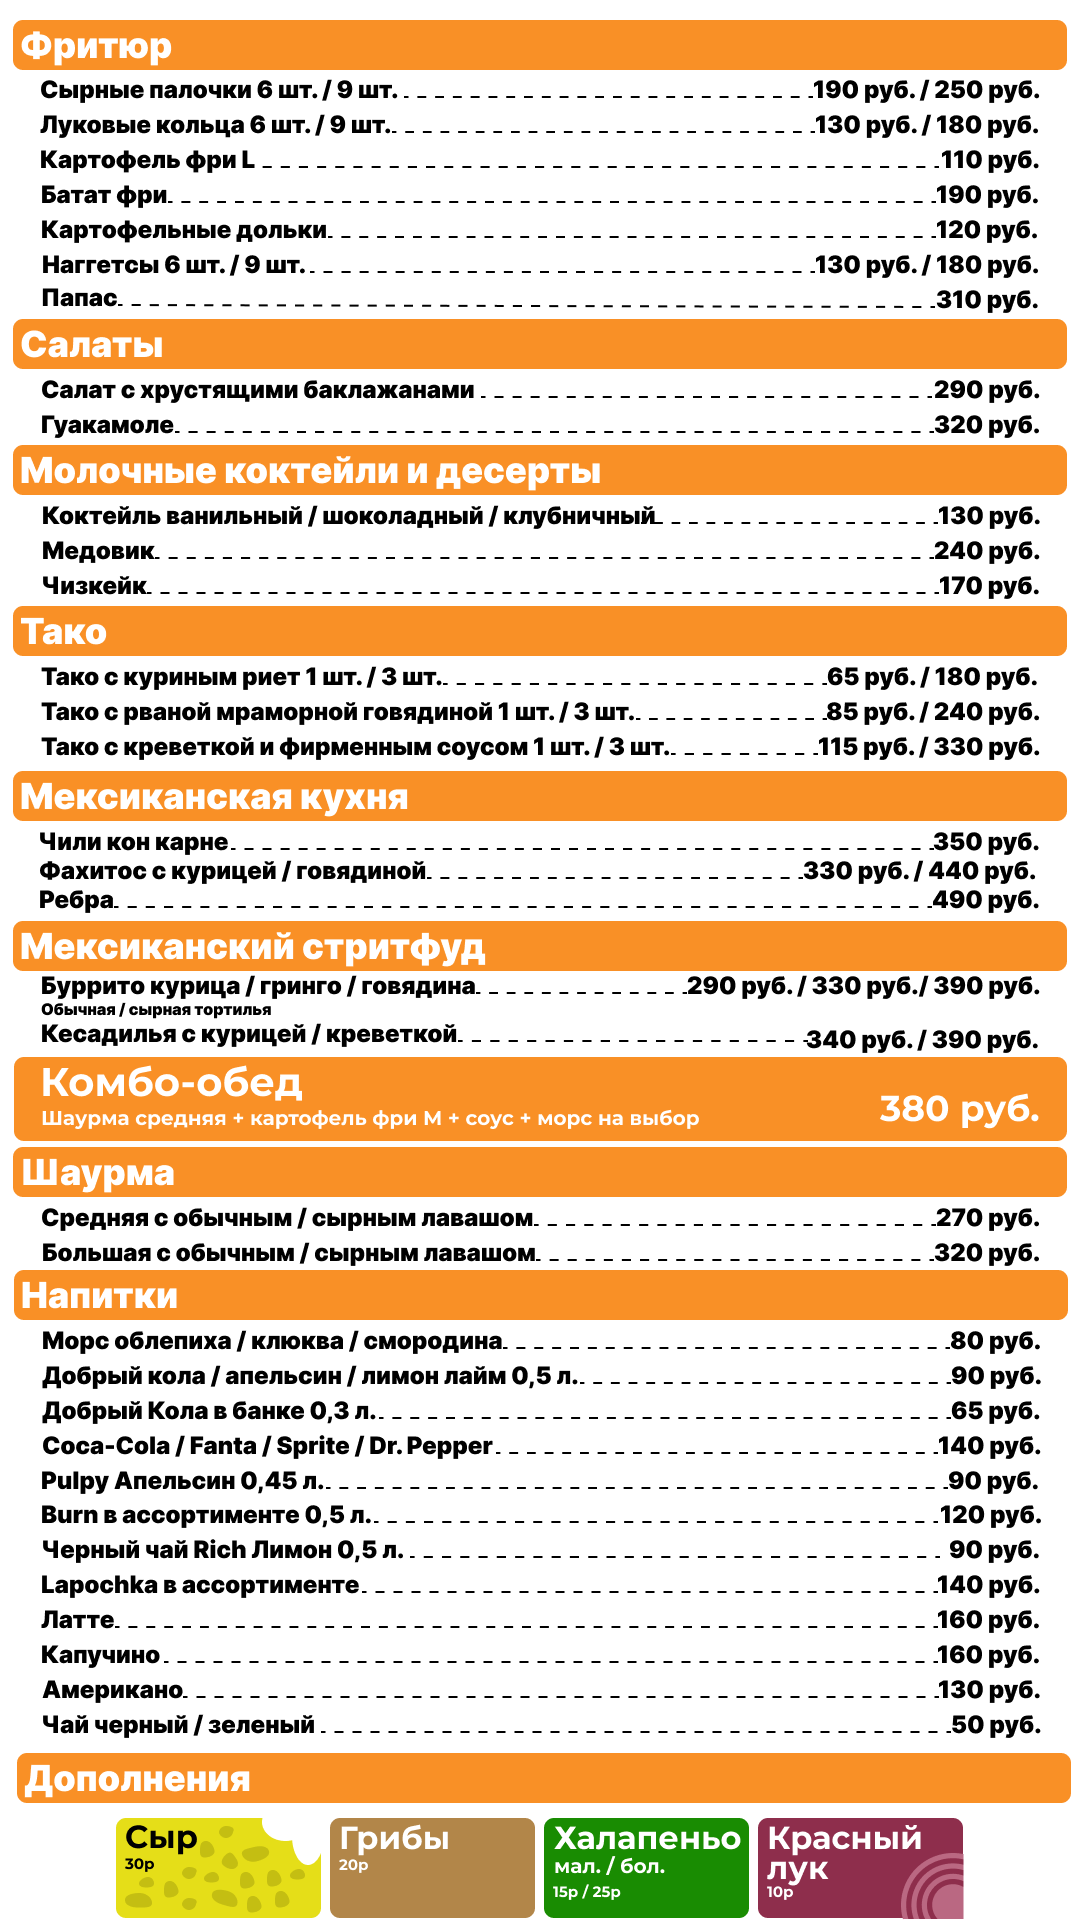 Фритюр
Сырные палочки 6 шт. / 9 шт. 190 руб. / 250 руб.
Луковые кольца 6 шт. / 9 шт. 130 руб. / 180 руб.
Картофель фри L 110 руб.
Батат фри 190 руб.
Картофельные дольки 120 руб.
Наггетсы 6 шт. / 9 шт. 130 руб. / 180 руб.
Папас 310 руб.
Салаты
Салат с хрустящими баклажанами 290 руб.
Гуакамоле 320 руб.
Молочные коктейли и десерты
Коктейль ванильный / шоколадный / клубничный 130 руб.
Медовик 240 руб.
Чизкейк 170 руб.
Тако
Тако с куриным риет 1 шт. / 3 шт. 65 руб. / 180 руб.
Тако с рваной мраморной говядиной 1 шт. / 3 шт. 85 руб. / 240 руб.
Тако с креветкой и фирменным соусом 1 шт. / 3 шт. 115 руб. / 330 руб.
Мексиканская кухня
Чили кон карне 350 руб.
Фахитос с курицей / говядиной 330 руб. / 440 руб.
Ребра 490 руб.
Мексиканский стритфуд
Буррито курица / гринго / говядина 290 руб. / 330 руб./ 390 руб.
Обычная / сырная тортилья
Кесадилья с курицей / креветкой 340 руб. / 390 руб.
Комбо-обед
Шаурма средняя + картофель фри М + соус + морс на выбор 380 руб.
Шаурма
Средняя с обычным / сырным лавашом 270 руб.
Большая с обычным / сырным лавашом 320 руб.
Напитки
Морс облепиха / клюква / смородина 80 руб.
Добрый кола / апельсин / лимон лайм 0,5 л. 90 руб.
Добрый Кола в банке 0,3 л. 65 руб.
Coca-Cola / Fanta / Sprite / Dr. Pepper 140 руб.
Pulpy Апельсин 0,45 л. 90 руб.
Burn в ассортименте 0,5 л. 120 руб.
Черный чай Rich Лимон 0,5 л. 90 руб.
Lapochka в ассортименте 140 руб.
Латте 160 руб.
Капучино 160 руб.
Американо 130 руб.
Чай черный / зеленый 50 руб.
Дополнения
Сыр
30р
Грибы
20р
Халапеньо
мал. / бол.
15р / 25р
Красный
лук
10р